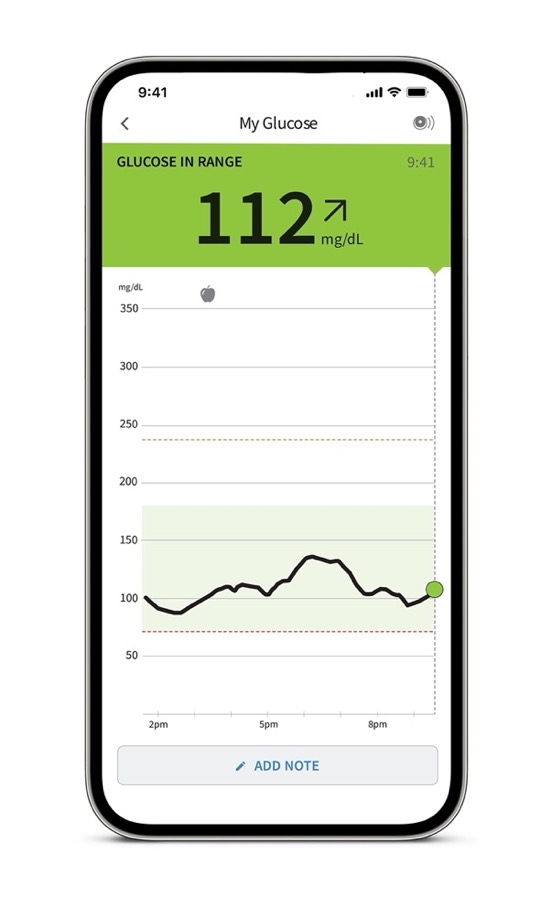 9:41
My Glucose
GLUCOSE IN RANGE 9:41
112
mg/dL
mg/dL
350
300
250
200
150
100
50
2pm 5pm 8pm
ADD NOTE